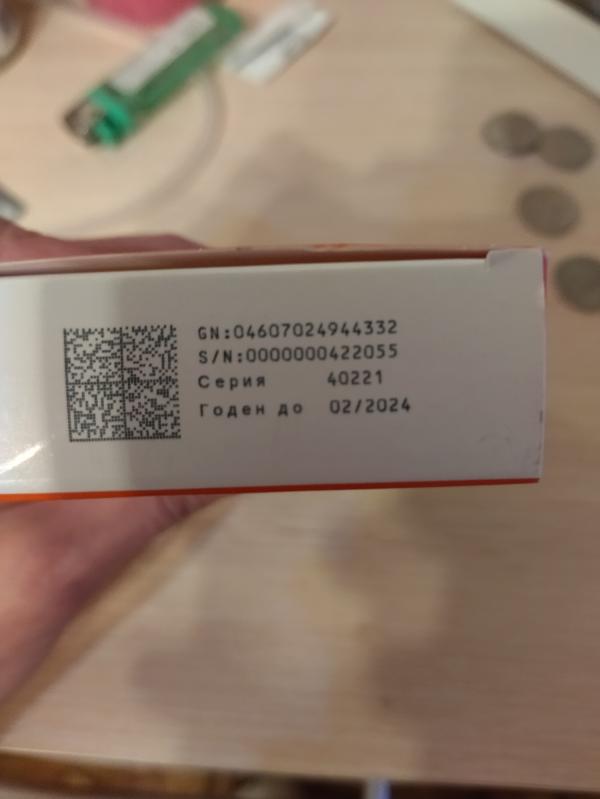 GN:04607024944332
S/N:0000000422055
Серия 40221
Годен до 02/2024